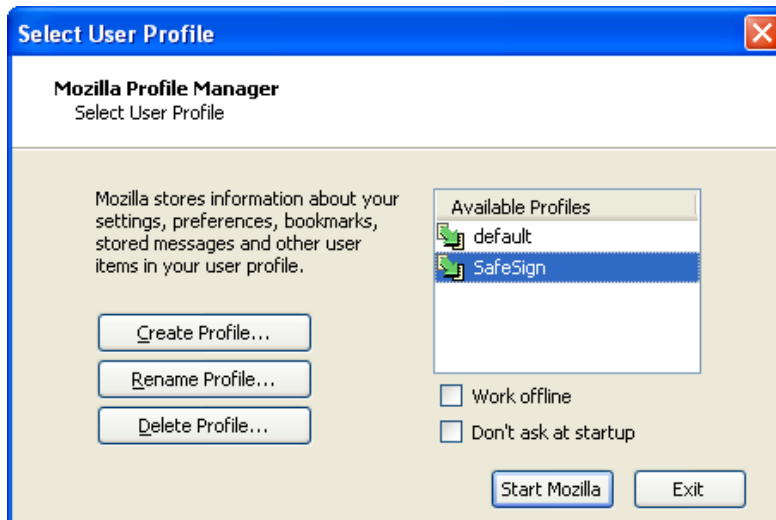 Select User Profile
Mozilla Profile Manager
Select User Profile
Mozilla stores information about your
settings, preferences, bookmarks,
stored messages and other user
items in your user profile.
Create Profile...
Rename Profile...
Delete Profile...
Available Profiles
default
SafeSign
Work offline
Don't ask at startup
Start Mozilla
Exit